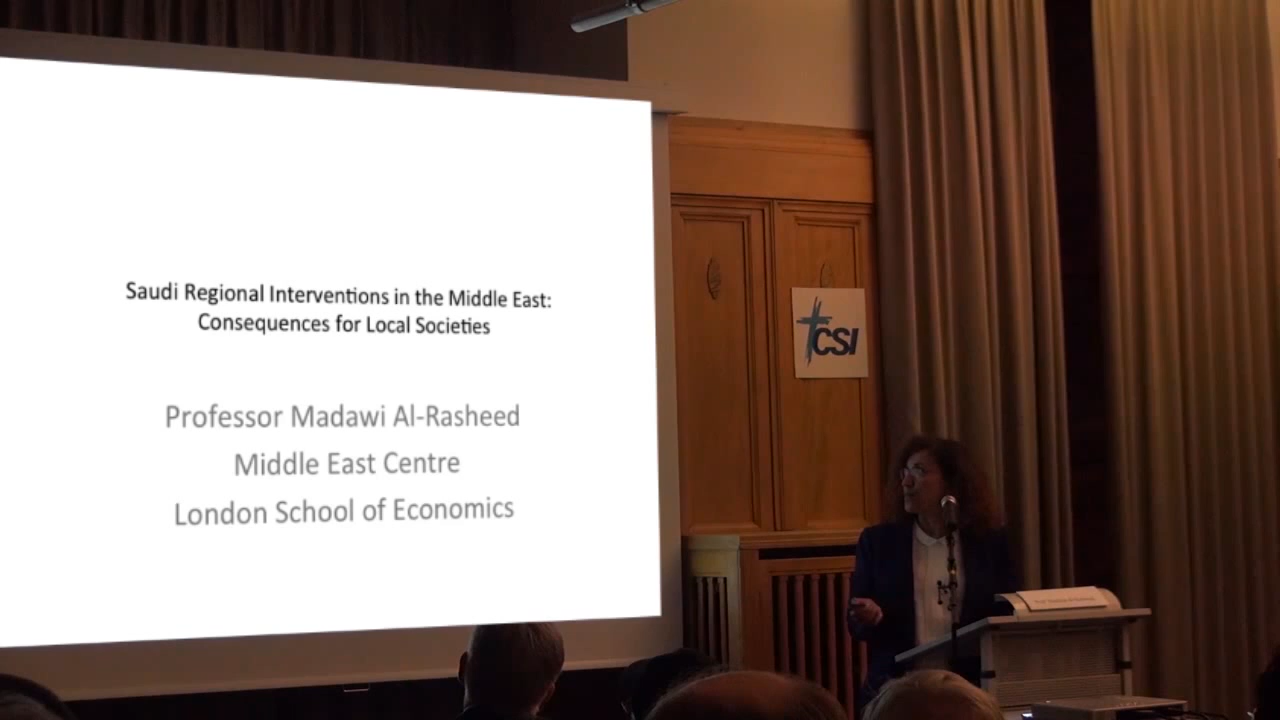 Saudi Regional Interventions in the Middle East:
Consequences for Local Societies
Professor Madawi Al-Rasheed
Middle East Centre
London School of Economics
CSI